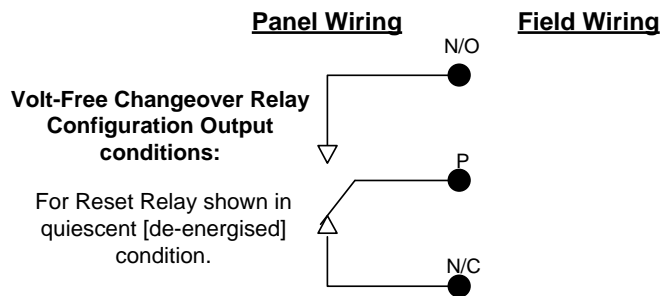 Panel Wiring
Field Wiring
N/O
Volt-Free Changeover Relay
Configuration Output
conditions:
P
For Reset Relay shown in
quiescent [de-energised]
condition.
N/C